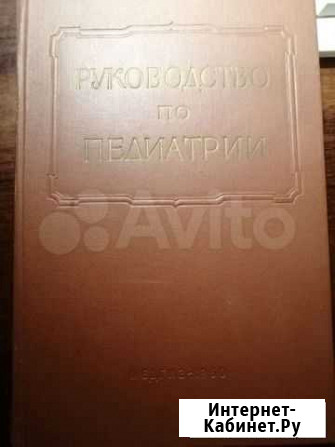 РУКОВОДСТВО
ПО
ПЕДИАТРИИ
Avito
Интернет-
Кабинет.Ру